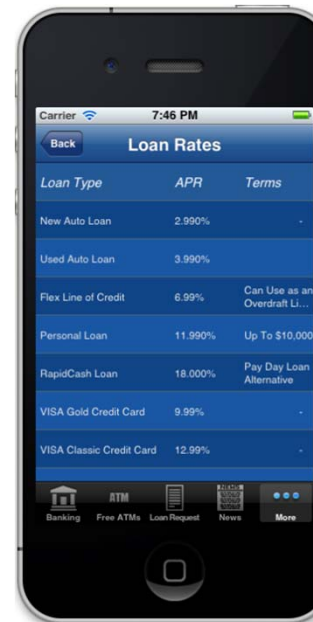 Carrier 7:46 PM
Back Loan Rates
Loan Type APR Terms
New Auto Loan 2.990% -
Used Auto Loan 3.990%
Flex Line of Credit 6.99% Can Use as an
Overdraft Li...
Personal Loan 11.990% Up To $10,000
RapidCash Loan 18.000% Pay Day Loan
Alternative
VISA Gold Credit Card 9.99% -
VISA Classic Credit Card 12.99% -
ATM
NEWS
Banking Free ATMs Loan Request News More